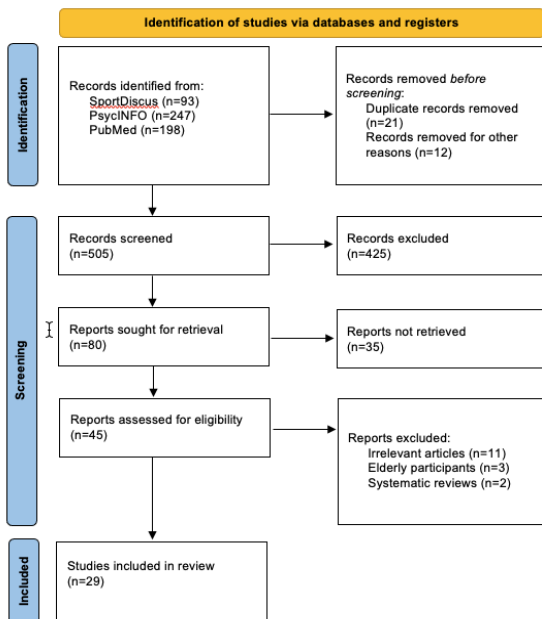 Identification of studies via databases and registers
Identification
Records identified from:
SportDiscus (n=93)
PsycINFO (n=247)
PubMed (n=198)
Records removed before
screening:
Duplicate records removed
(n=21)
Records removed for other
reasons (n=12)
Screening
Records screened
(n=505)
Records excluded
(n=425)
Reports sought for retrieval
(n=80)
Reports not retrieved
(n=35)
Reports assessed for eligibility
(n=45)
Reports excluded:
Irrelevant articles (n=11)
Elderly participants (n=3)
Systematic reviews (n=2)
Included
Studies included in review
(n=29)